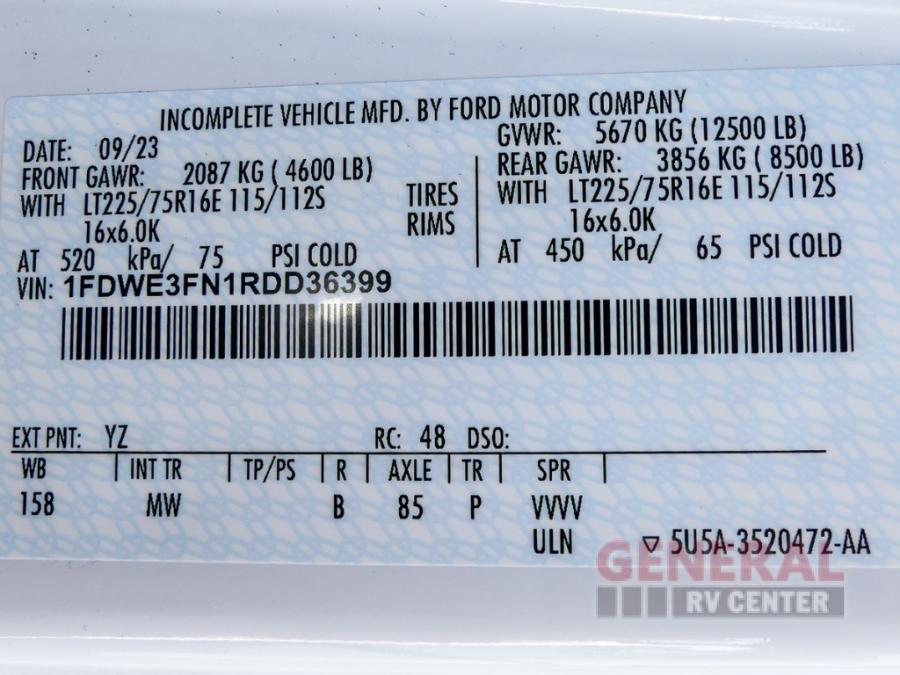 INCOMPLETE VEHICLE MFD. BY FORD MOTOR COMPANY
DATE: 09/23 GVWR: 5670 KG (12500 LB)
FRONT GAWR: 2087 KG ( 4600 LB) REAR GAWR: 3856 KG ( 8500 LB)
WITH LT225/75R16E 115/112S TIRES WITH LT225/75R16E 115/112S
16x6.0K RIMS 16x6.0K
AT 520 kPa/ 75 PSI COLD AT 450 kPa/ 65 PSI COLD
VIN: 1FDWE3FN1RDD36399
EXT PNT: YZ RC: 48 DSO:
WB INT TR TP/PS R AXLE TR SPR
158 MW B 85 P VVVV
ULN ▽ 5U5A-3520472-AA
GENERAL
RV CENTER